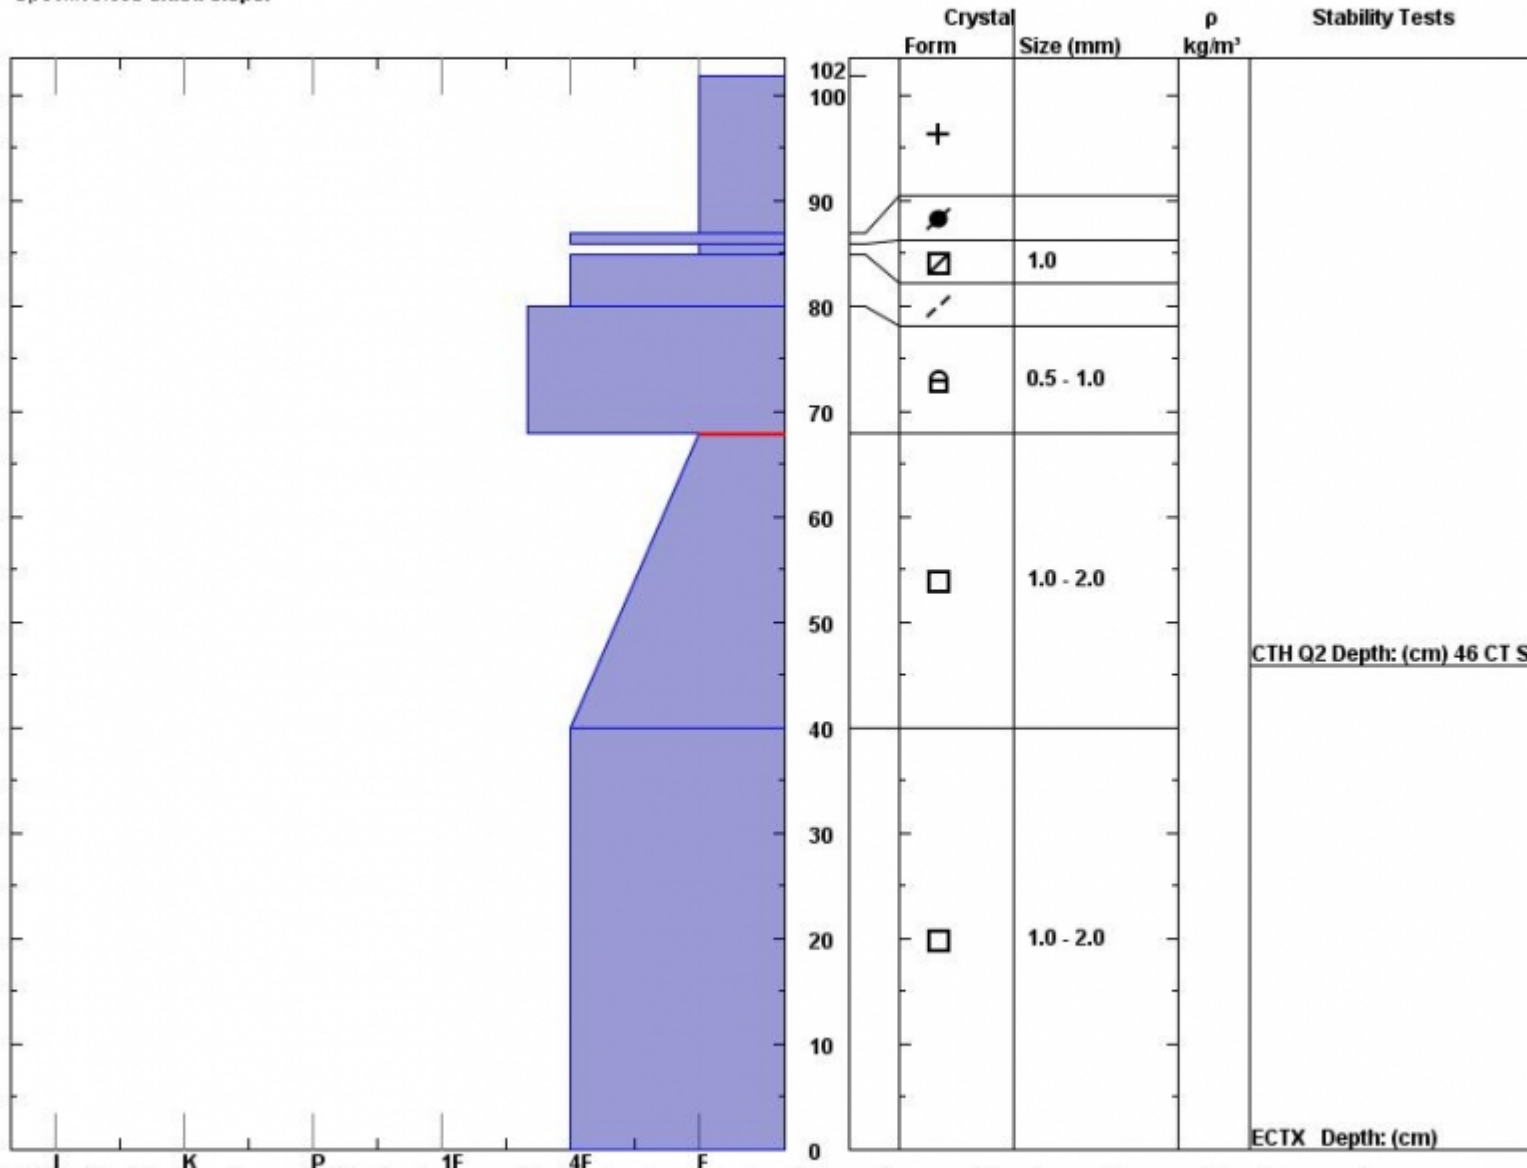 Crystal ρ Stability Tests
Form Size (mm) kg/m³
102
100
90
1.0
80
0.5 - 1.0
70
60
1.0 - 2.0
50
CTH Q2 Depth: (cm) 46 CT S
40
30
20
1.0 - 2.0
10
ECTX Depth: (cm)
0
I K P 1F 4F F